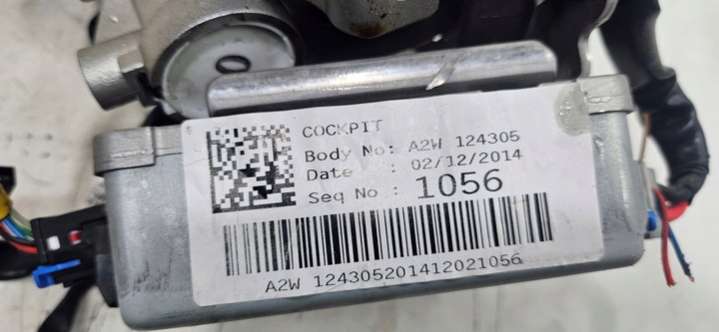 COCKPIT
Body No: A2W 124305
Date : 02/12/2014
Seq No : 1056
A2W 124305201412021056